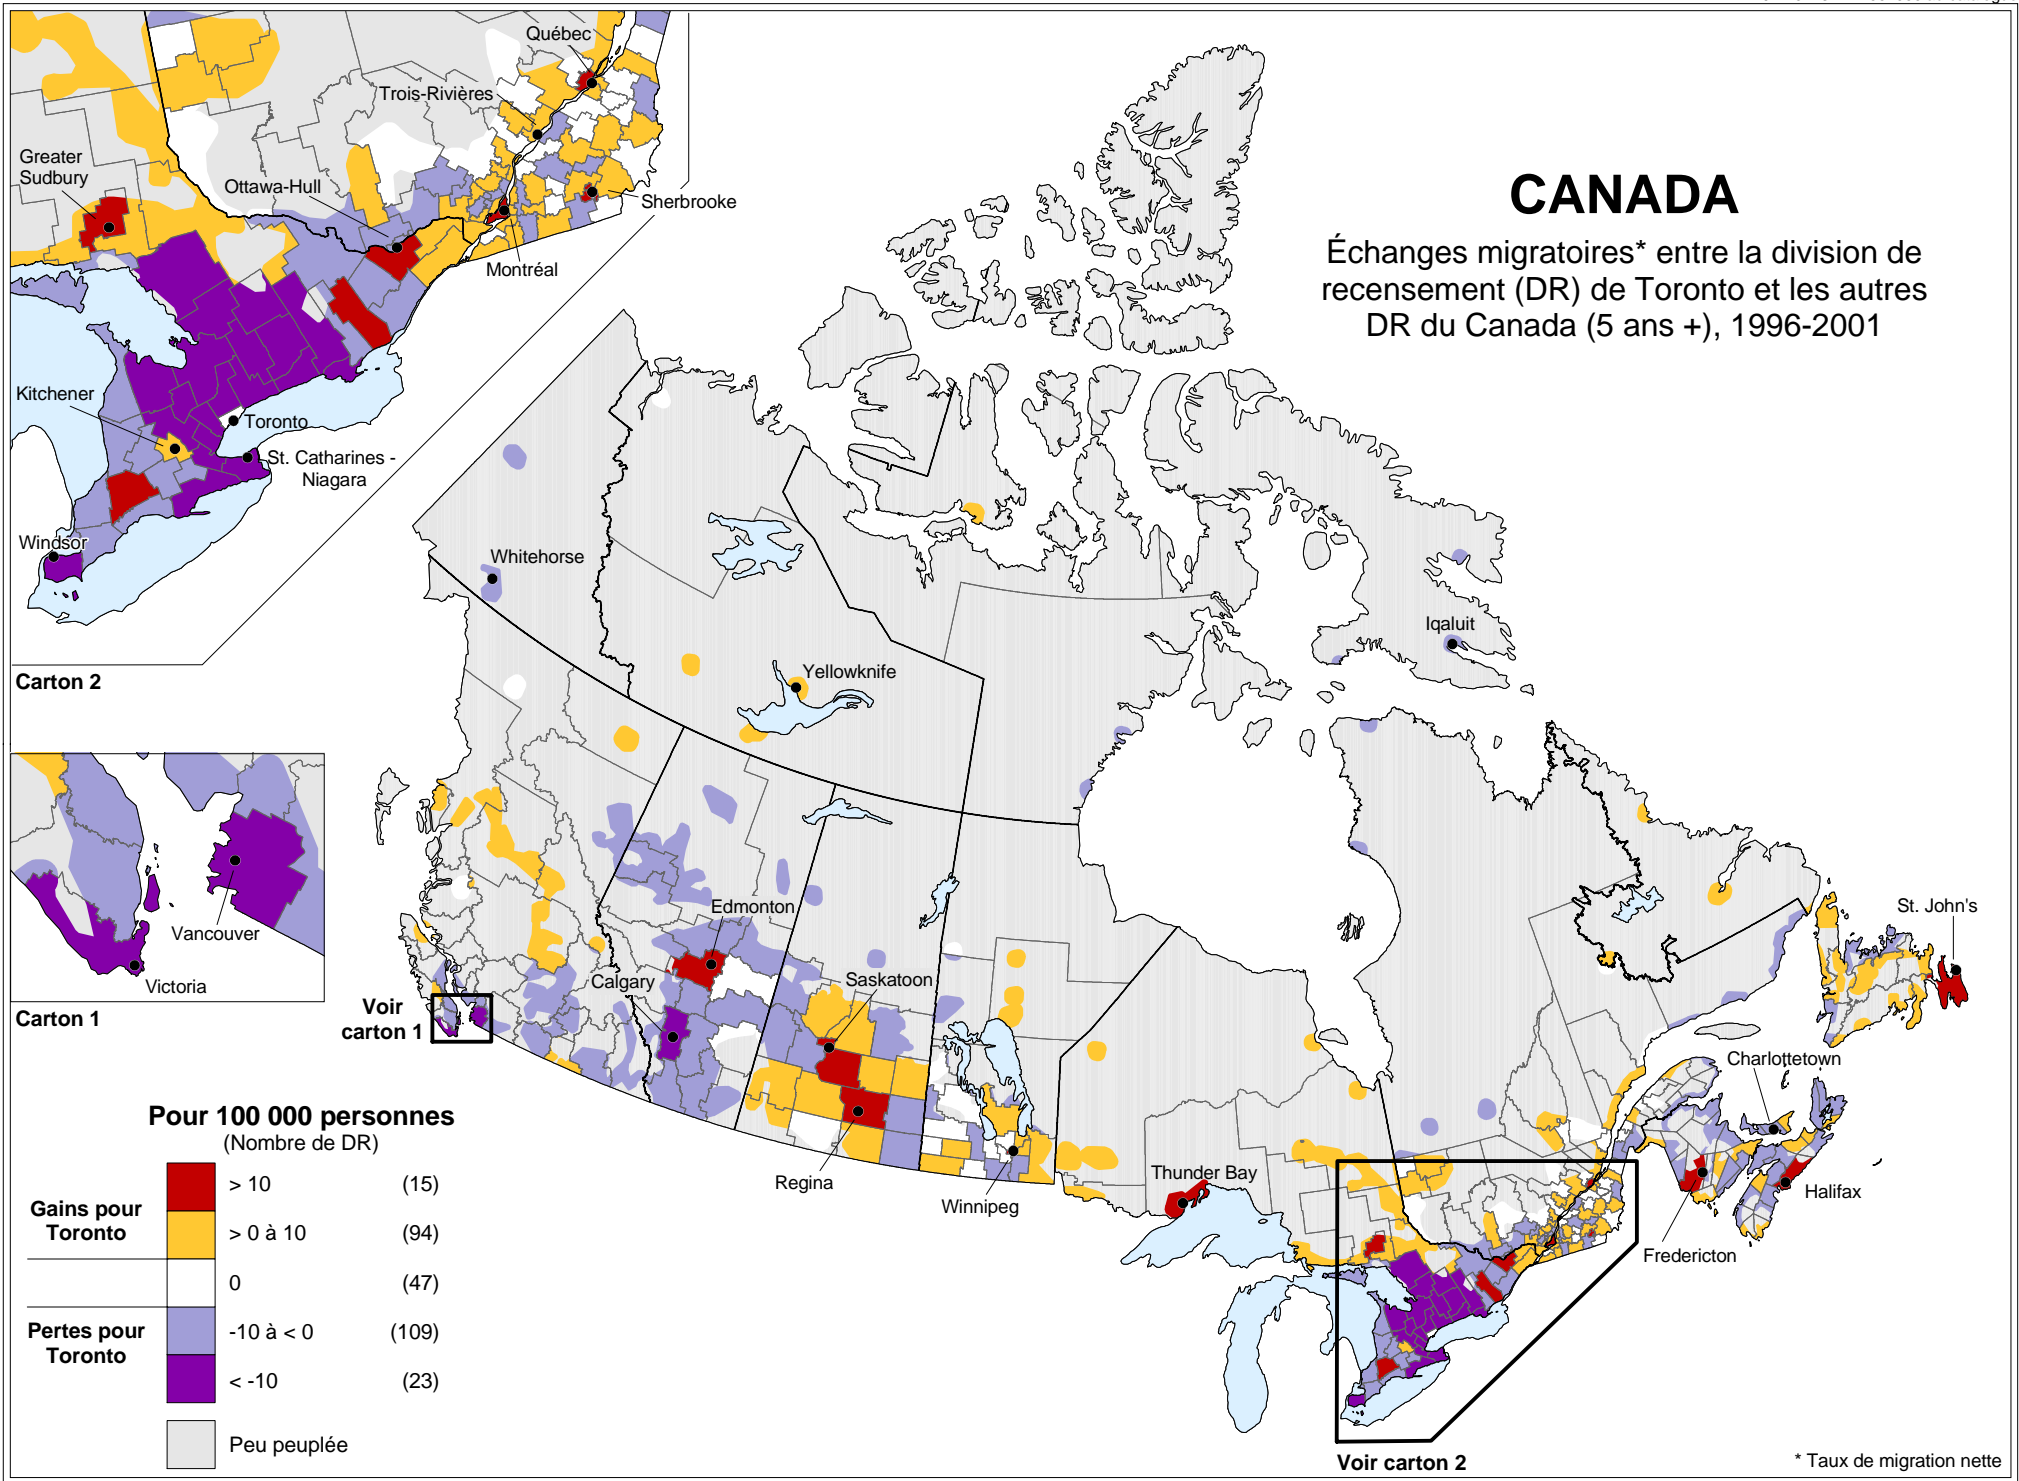 CANADA
Échanges migratoires* entre la division de
recensement (DR) de Toronto et les autres
DR du Canada (5 ans +), 1996-2001
Québec
Trois-Rivières
Greater
Sudbury
Ottawa-Hull
Sherbrooke
Montréal
Kitchener
Toronto
St. Catharines -
Niagara
Windsor
Carton 2
Whitehorse
Yellowknife
Iqaluit
Vancouver
Victoria
Carton 1
Voir
carton 1
Edmonton
Calgary
Saskatoon
Regina
Winnipeg
Thunder Bay
St. John's
Charlottetown
Halifax
Fredericton
Pour 100 000 personnes
(Nombre de DR)
Gains pour
Toronto
> 10 (15)
> 0 à 10 (94)
0 (47)
Pertes pour
Toronto
-10 à < 0 (109)
< -10 (23)
Peu peuplée
Voir carton 2
* Taux de migration nette